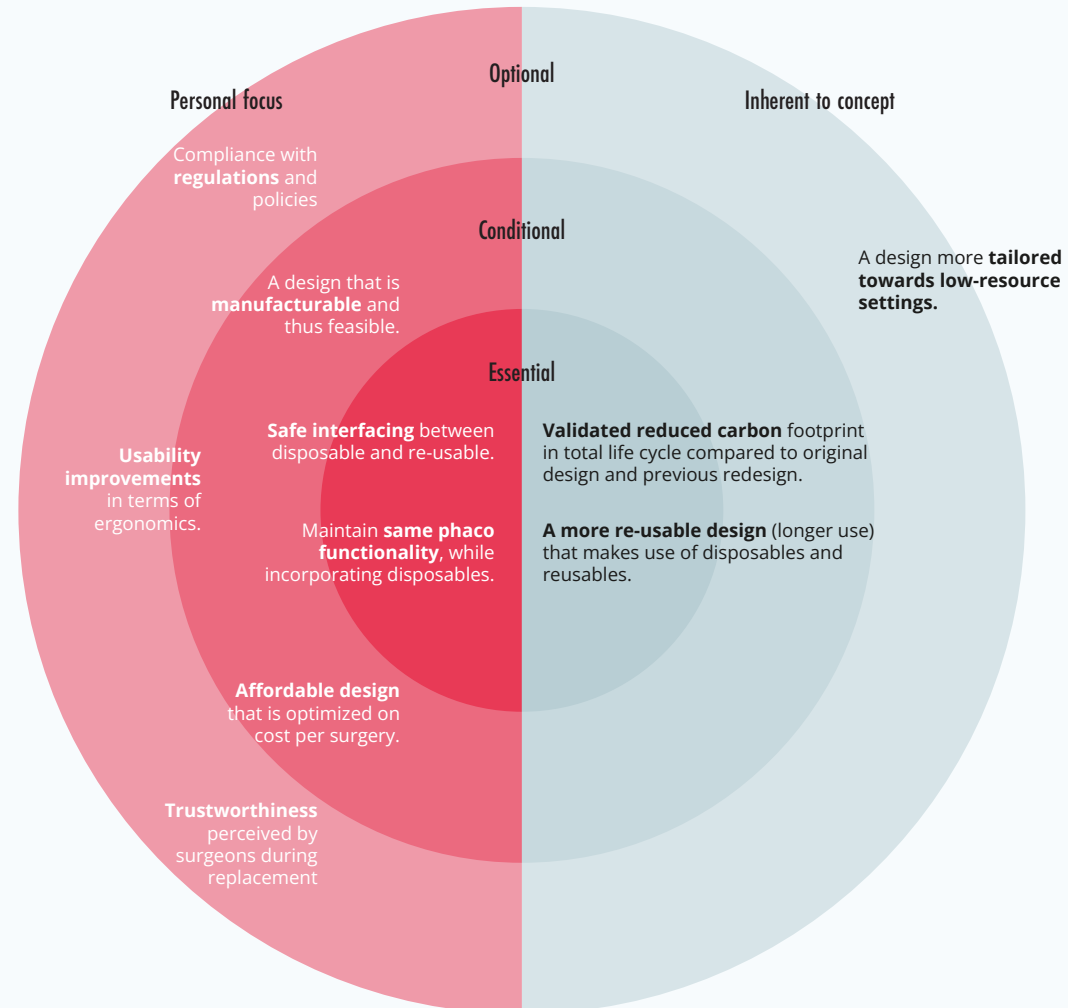 Optional
Personal focus
Inherent to concept
Compliance with
regulations and
policies
Conditional
A design that is
manufacturable and
thus feasible.
A design more tailored
towards low-resource
settings.
Essential
Safe interfacing between
disposable and re-usable.
Validated reduced carbon footprint
in total life cycle compared to original
design and previous redesign.
Usability
improvements
in terms of
ergonomics.
Maintain same phaco
functionality, while
incorporating disposables.
A more re-usable design (longer use)
that makes use of disposables and
reusables.
Affordable design
that is optimized on
cost per surgery.
Trustworthiness
perceived by
surgeons during
replacement